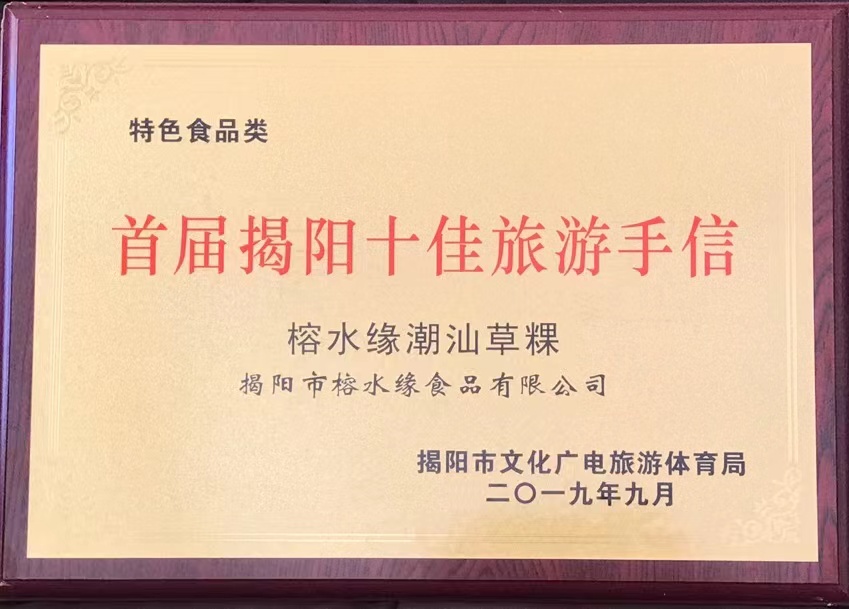 特色食品类
首届揭阳十佳旅游手信
榕水缘潮汕草粿
揭阳市榕水缘食品有限公司
揭阳市文化广电旅游体育局
二〇一九年九月